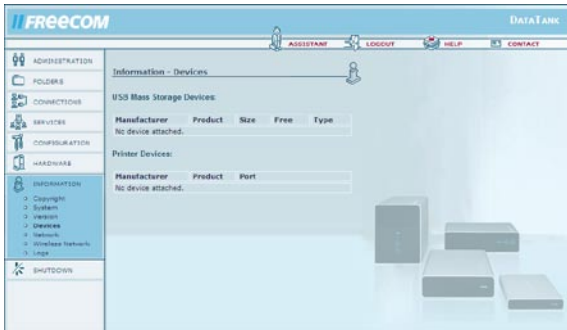 FREECOM
DATATANK
ASSISTANT LOGOUT HELP CONTACT
ADMINISTRATION
FOLDERS
CONNECTIONS
SERVICES
CONFIGURATION
HARDWARE
INFORMATION
Copyright
System
Version
Devices
Network
Wireless Network
Logs
SHUTDOWN
Information - Devices
USB Mass Storage Devices:
Manufacturer Product Size Free Type
No device attached.
Printer Devices:
Manufacturer Product Port
No device attached.